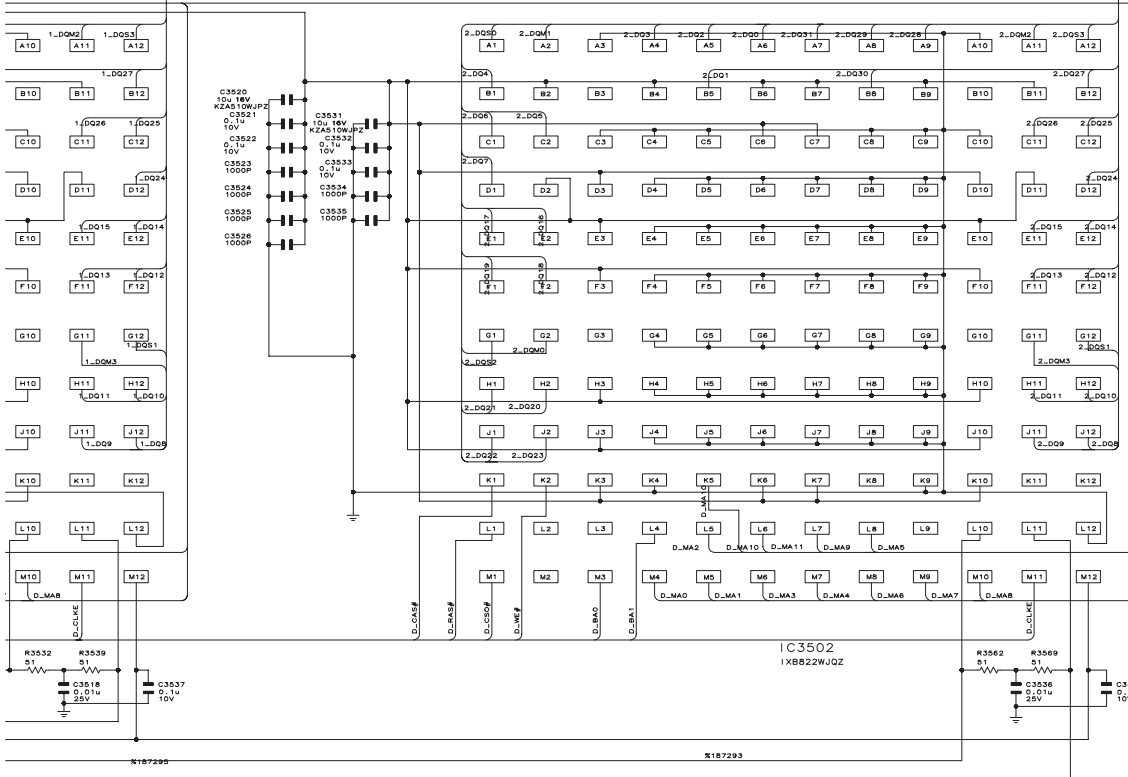 1_DQM2 1_DQS3 2_DQS0 2_DQM1 2_DQ3 2_DQ2 2_DQ0 2_DQ31 2_DQ29 2_DQ28 2_DQM2 2_DQS3
A10 A11 A12 A1 A2 A3 A4 A5 A6 A7 A8 A9 A10 A11 A12
1_DQ27 2_DQ4 2_DQ1 2_DQ30 2_DQ27
B10 B11 B12 B1 B2 B3 B4 B5 B6 B7 B8 B9 B10 B11 B12
C3520
10u 16V
KZA510WJPZ
C3521
0.1u
10V
C3522
0.1u
10V
C3523
1000P
C3524
1000P
C3525
1000P
C3526
1000P
C3531
10u 16V
KZA510WJPZ
C3532
0.1u
10V
C3533
0.1u
10V
C3534
1000P
C3535
1000P
1_DQ26 1_DQ25 2_DQ6 2_DQ5 2_DQ26 2_DQ25
C10 C11 C12 C1 C2 C3 C4 C5 C6 C7 C8 C9 C10 C11 C12
1_DQ24 2_DQ7 2_DQ24
D10 D11 D12 D1 D2 D3 D4 D5 D6 D7 D8 D9 D10 D11 D12
1_DQ15 1_DQ14 2_DQ17 2_DQ16 2_DQ15 2_DQ14
E10 E11 E12 E1 E2 E3 E4 E5 E6 E7 E8 E9 E10 E11 E12
1_DQ13 1_DQ12 2_DQ19 2_DQ18 2_DQ13 2_DQ12
F10 F11 F12 F1 F2 F3 F4 F5 F6 F7 F8 F9 F10 F11 F12
G10 G11 G12 G1 G2 G3 G4 G5 G6 G7 G8 G9 G10 G11 G12
1_DQS1 2_DQM0 2_DQS1
1_DQM3 2_DQS2 2_DQM3
H10 H11 H12 H1 H2 H3 H4 H5 H6 H7 H8 H9 H10 H11 H12
1_DQ11 1_DQ10 2_DQ21 2_DQ20 2_DQ11 2_DQ10
J10 J11 J12 J1 J2 J3 J4 J5 J6 J7 J8 J9 J10 J11 J12
1_DQ9 1_DQ8 2_DQ22 2_DQ23 2_DQ9 2_DQ8
K10 K11 K12 K1 K2 K3 K4 K5 K6 K7 K8 K9 K10 K11 K12
D_MA10
L10 L11 L12 L1 L2 L3 L4 L5 L6 L7 L8 L9 L10 L11 L12
D_MA2 D_MA10 D_MA11 D_MA9 D_MA5
M10 M11 M12 M1 M2 M3 M4 M5 M6 M7 M8 M9 M10 M11 M12
D_MA8 D_MA0 D_MA1 D_MA3 D_MA4 D_MA6 D_MA7 D_MA8
D_CLKE D_CAS# D_RAS# D_CS0# D_WE# D_BA0 D_BA1 D_CLKE
IC3502
IXB822WJQZ
R3532
51
R3539
51
C3518
0.01u
25V
C3537
0.1u
10V
R3562
51
R3569
51
C3536
0.01u
25V
%187295
%187293